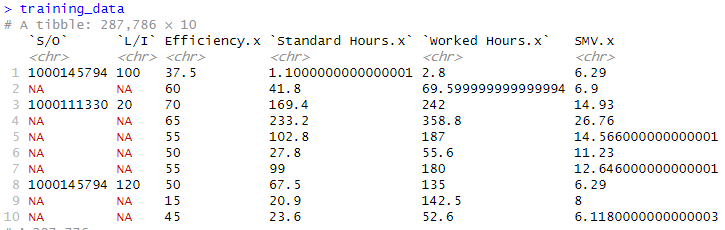 > training_data
# A tibble: 287,786 × 10
`S/O` `L/I` Efficiency.x `Standard Hours.x` `Worked Hours.x` SMV.x
<chr> <chr> <chr> <chr> <chr> <chr>
1 1000145794 100 37.5 1.1000000000000001 2.8 6.29
2 NA NA 60 41.8 69.599999999999994 6.9
3 1000111330 20 70 169.4 242 14.93
4 NA NA 65 233.2 358.8 26.76
5 NA NA 55 102.8 187 14.566000000000001
6 NA NA 50 27.8 55.6 11.23
7 NA NA 55 99 180 12.646000000000001
8 1000145794 120 50 67.5 135 6.29
9 NA NA 15 20.9 142.5 8
10 NA NA 45 23.6 52.6 6.1180000000000003